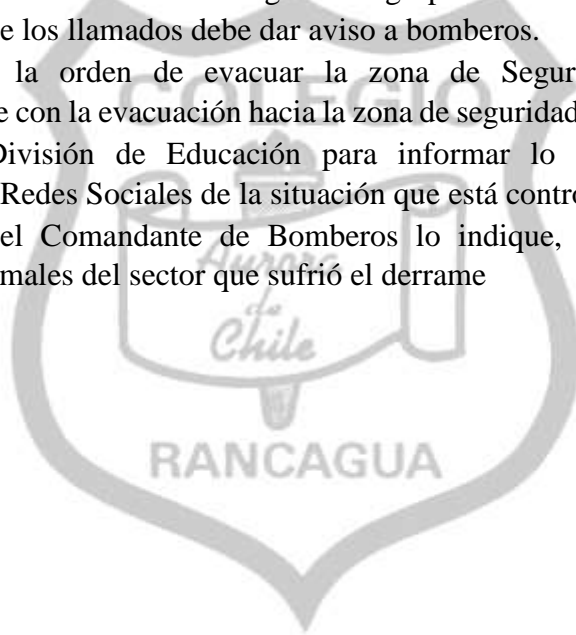 e los llamados debe dar aviso a bomberos.
la orden de evacuar la zona de Segur
e con la evacuación hacia la zona de seguridad
COLEGIO
División de Educación para informar lo
Redes Sociales de la situación que está contro
el Comandante de Bomberos lo indique,
males del sector que sufrió el derrame
Aurora
de
Chile
RANCAGUA